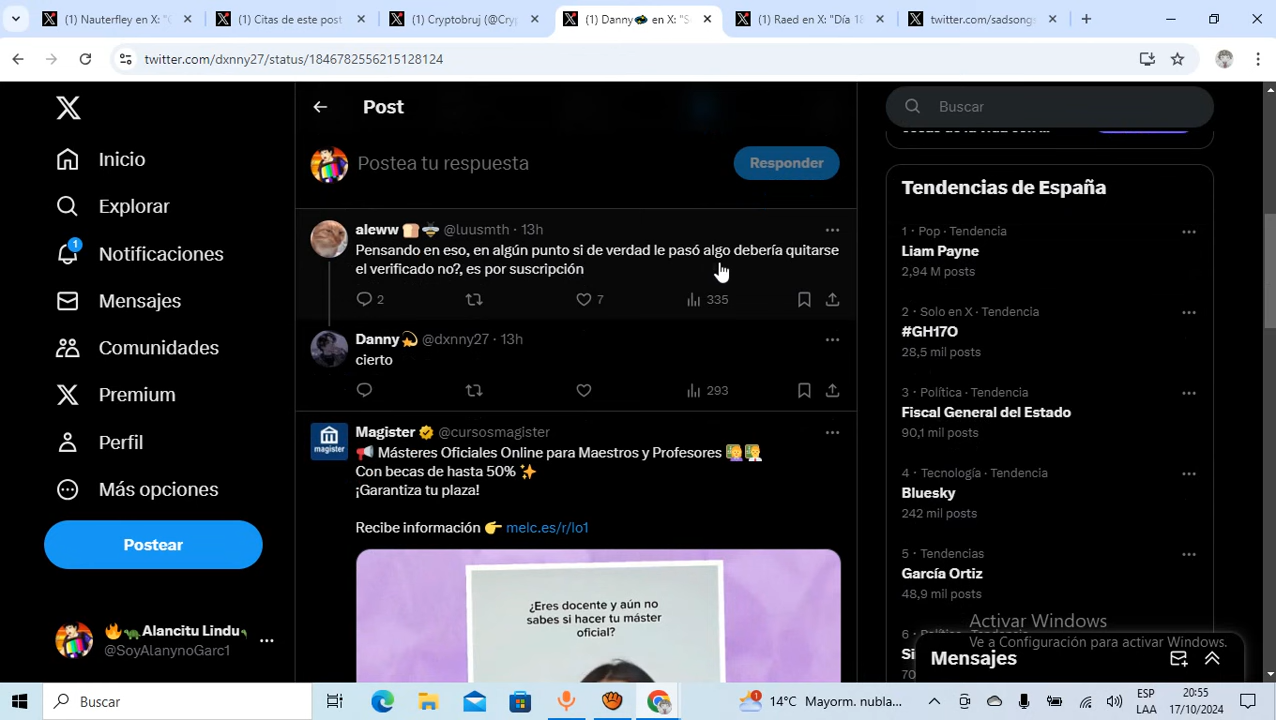 (1) Nauterfley en X: "
(1) Citas de este post
(1) Cryptobruj (@Cryp
(1) Danny en X: "S
(1) Raed en X: "Día 18
twitter.com/sadsong
twitter.com/dxnny27/status/1846782556215128124
Inicio
Explorar
1
Notificaciones
Mensajes
Comunidades
Premium
Perfil
Más opciones
Postear
🔥🐢Alancitu Lindu
@SoyAlanynoGarc1
Post
Postea tu respuesta
Responder
aleww 🍞🐝 @luusmth · 13h
Pensando en eso, en algún punto si de verdad le pasó algo debería quitarse
el verificado no?, es por suscripción
2 7 335
Danny💫 @dxnny27 · 13h
cierto
293
Magister @cursosmagister
📢 Másteres Oficiales Online para Maestros y Profesores 👩‍🏫👨‍🏫
Con becas de hasta 50% ✨
¡Garantiza tu plaza!
Recibe información 👉 melc.es/r/Io1
magister
¿Eres docente y aún no
sabes si hacer tu máster
oficial?
Buscar
Tendencias de España
1 · Pop · Tendencia
Liam Payne
2,94 M posts
2 · Solo en X · Tendencia
#GH17O
28,5 mil posts
3 · Política · Tendencia
Fiscal General del Estado
90,1 mil posts
4 · Tecnología · Tendencia
Bluesky
242 mil posts
5 · Tendencias
García Ortiz
48,9 mil posts
Activar Windows
Ve a Configuración para activar Windows.
Mensajes
Buscar
1
14°C Mayorm. nubla...
ESP
LAA
20:55
17/10/2024